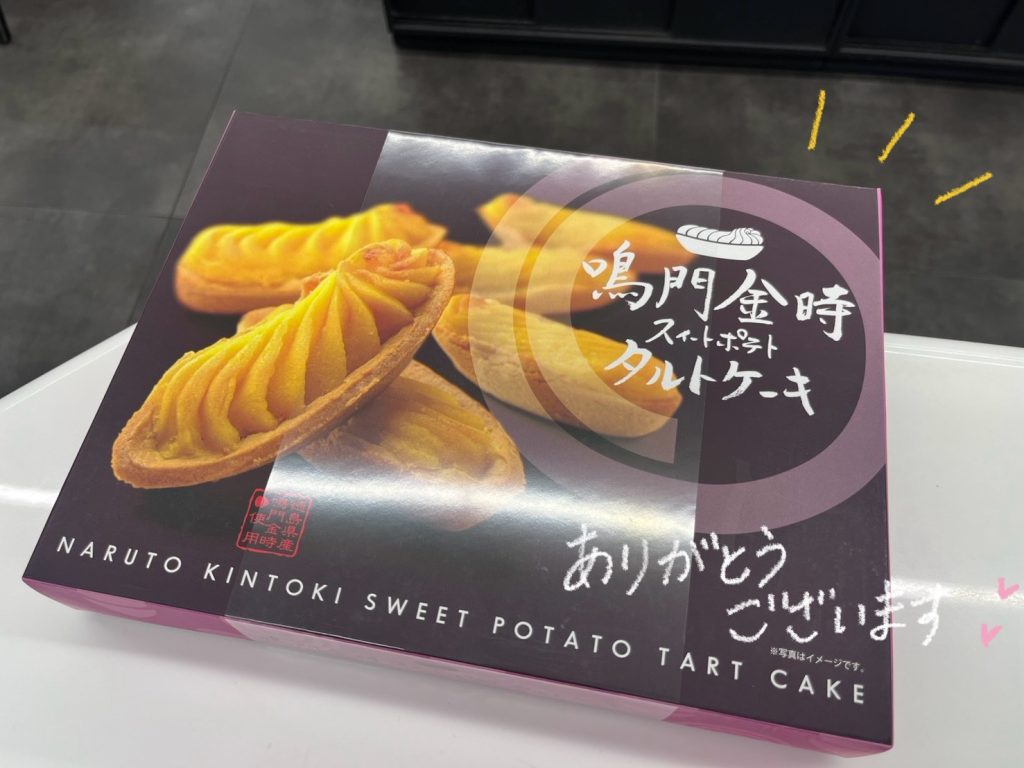 鳴門金時
スイートポテト
タルトケーキ
徳島県産
鳴門金時
使用
ありがとう
ございます
※写真はイメージです。
NARUTO KINTOKI SWEET POTATO TART CAKE